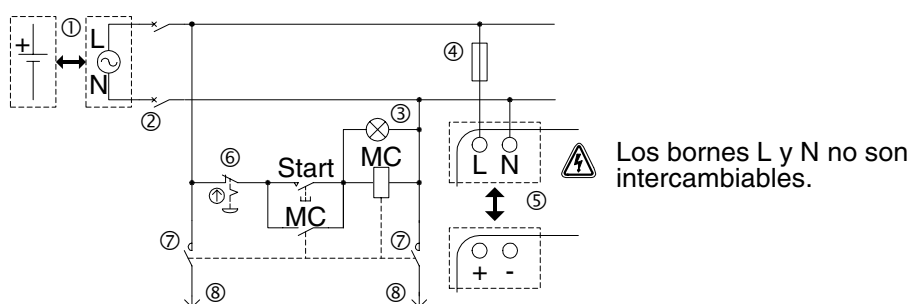 ①
+
L
N
②
③
④
⑥
Start
MC
MC
L N
Los bornes L y N no son
intercambiables.
⑤
⑦
⑦
+ -
⑧
⑧